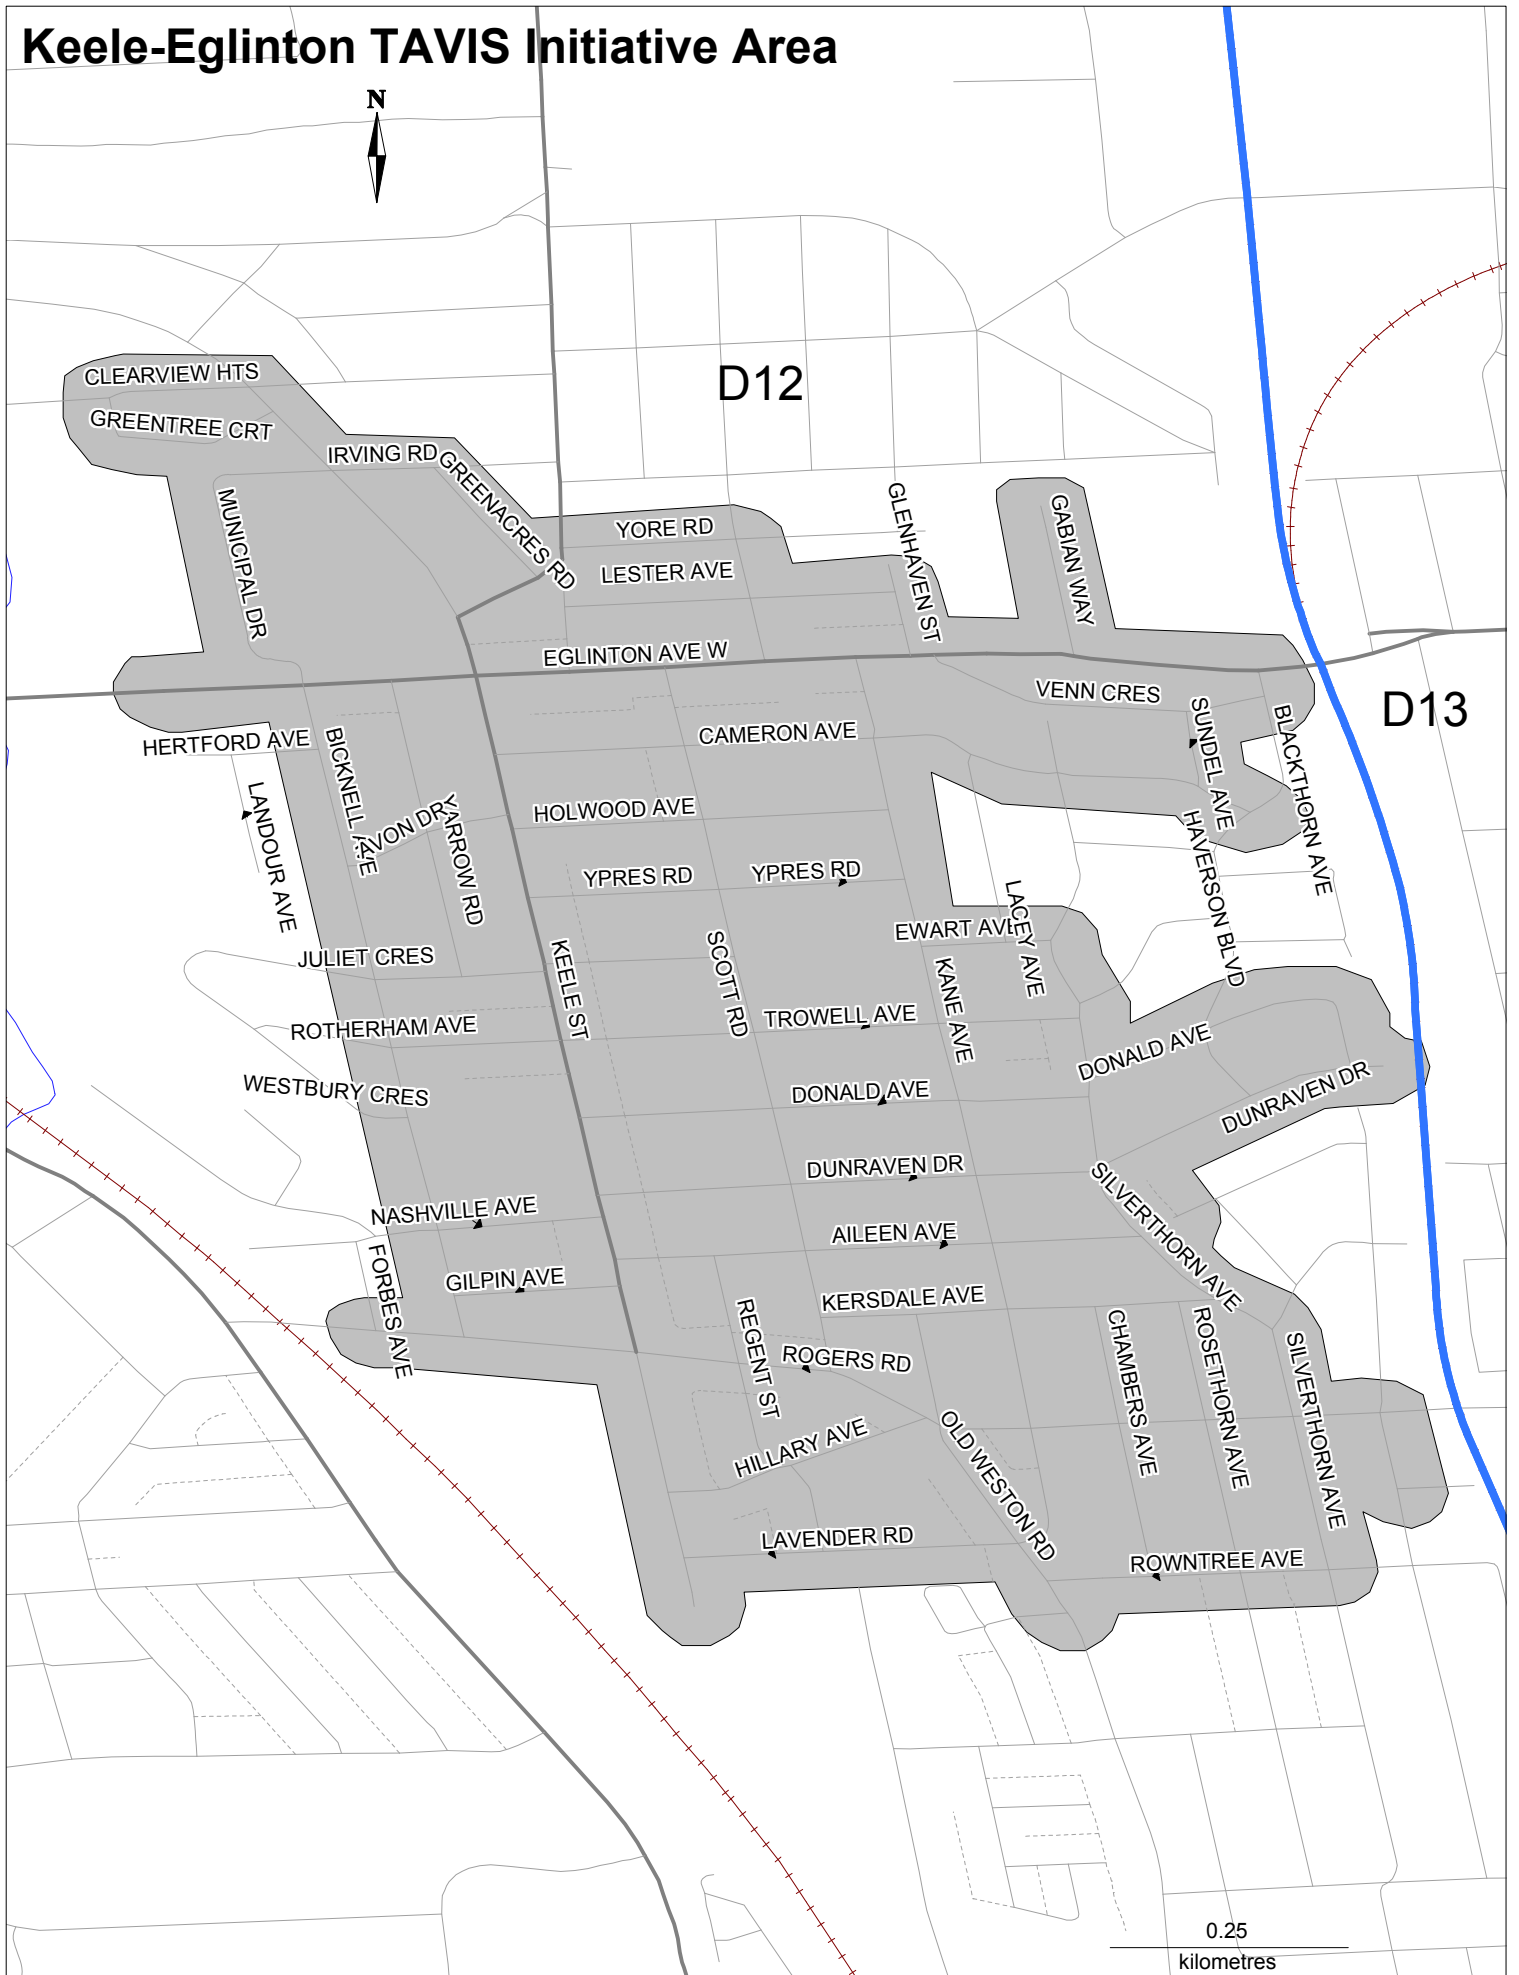 Keele-Eglinton TAVIS Initiative Area
N
D12
CLEARVIEW HTS
GREENTREE CRT
IRVING RD
GREENACRES RD
MUNICIPAL DR
YORE RD
LESTER AVE
GLENHAVEN ST
GABIAN WAY
EGLINTON AVE W
VENN CRES
D13
HERTFORD AVE
BICKNELL AVE
CAMERON AVE
SUNDEL AVE
BLACKTHORN AVE
LANDOUR AVE
AVON DR
YARROW RD
HOLWOOD AVE
HAVERSON BLVD
YPRES RD
YPRES RD
LACEY AVE
EWART AVE
JULIET CRES
KEELE ST
SCOTT RD
KANE AVE
ROTHERHAM AVE
TROWELL AVE
DONALD AVE
WESTBURY CRES
DONALD AVE
DUNRAVEN DR
DUNRAVEN DR
SILVERTHORN AVE
NASHVILLE AVE
AILEEN AVE
FORBES AVE
GILPIN AVE
KERSDALE AVE
REGENT ST
CHAMBERS AVE
ROSETHORN AVE
SILVERTHORN AVE
ROGERS RD
HILLARY AVE
OLD WESTON RD
LAVENDER RD
ROWNTREE AVE
0.25
kilometres